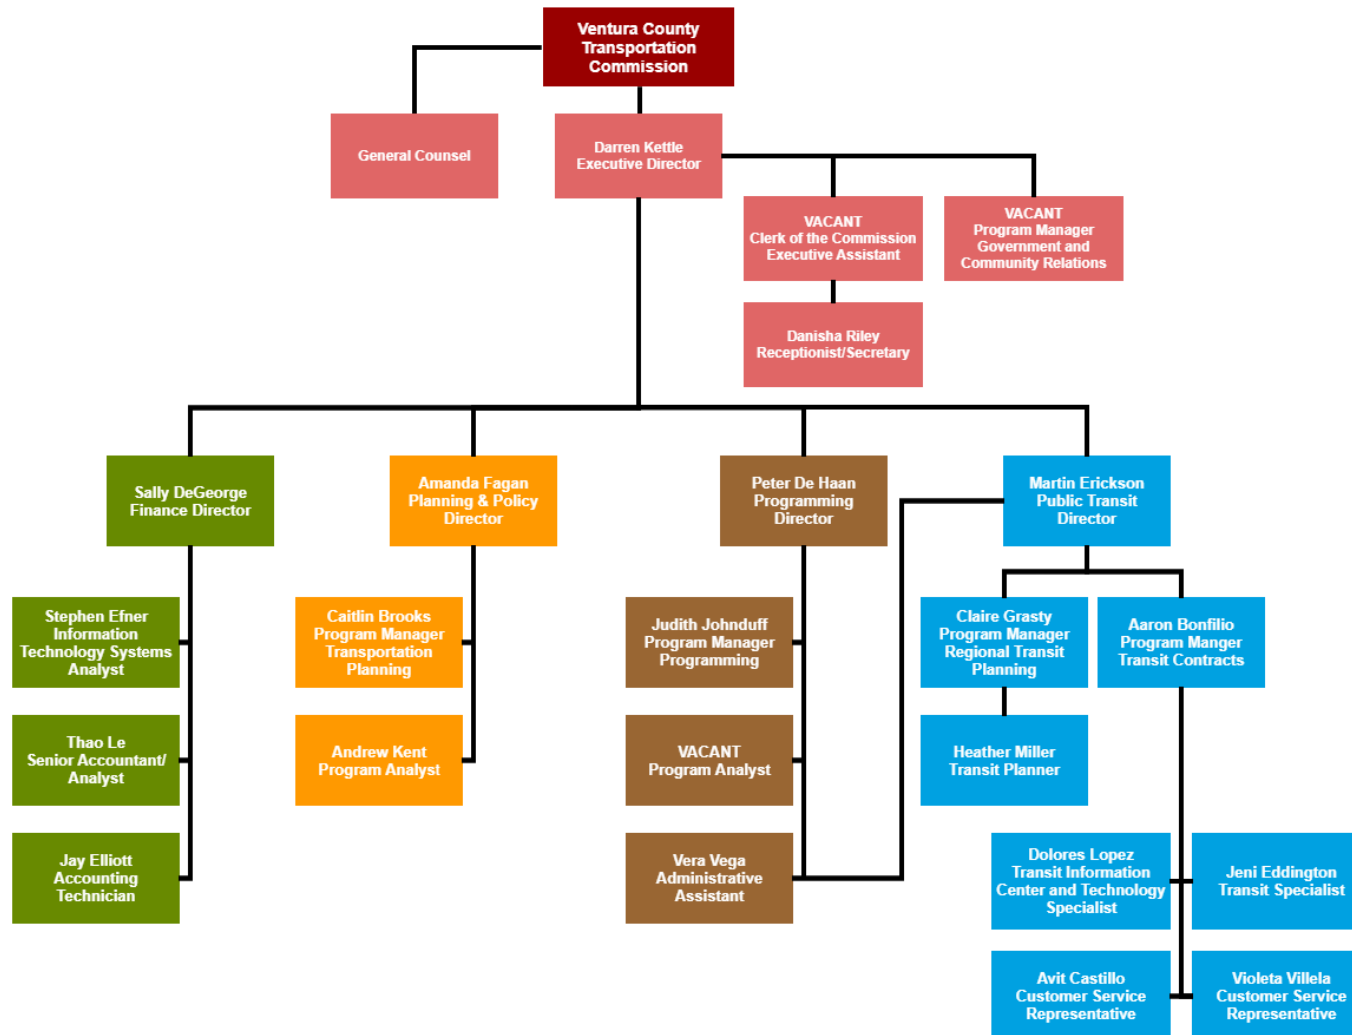 Ventura County
Transportation
Commission
General Counsel
Darren Kettle
Executive Director
VACANT
Clerk of the Commission
Executive Assistant
VACANT
Program Manager
Government and
Community Relations
Danisha Riley
Receptionist/Secretary
Sally DeGeorge
Finance Director
Amanda Fagan
Planning & Policy
Director
Peter De Haan
Programming
Director
Martin Erickson
Public Transit
Director
Stephen Efner
Information
Technology Systems
Analyst
Caitlin Brooks
Program Manager
Transportation
Planning
Judith Johnduff
Program Manager
Programming
Claire Grasty
Program Manager
Regional Transit
Planning
Aaron Bonfilio
Program Manger
Transit Contracts
Thao Le
Senior Accountant/
Analyst
Andrew Kent
Program Analyst
VACANT
Program Analyst
Heather Miller
Transit Planner
Jay Elliott
Accounting
Technician
Vera Vega
Administrative
Assistant
Dolores Lopez
Transit Information
Center and Technology
Specialist
Jeni Eddington
Transit Specialist
Avit Castillo
Customer Service
Representative
Violeta Villela
Customer Service
Representative